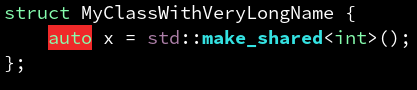 struct MyClassWithVeryLongName {
    auto x = std::make_shared<int>();
};